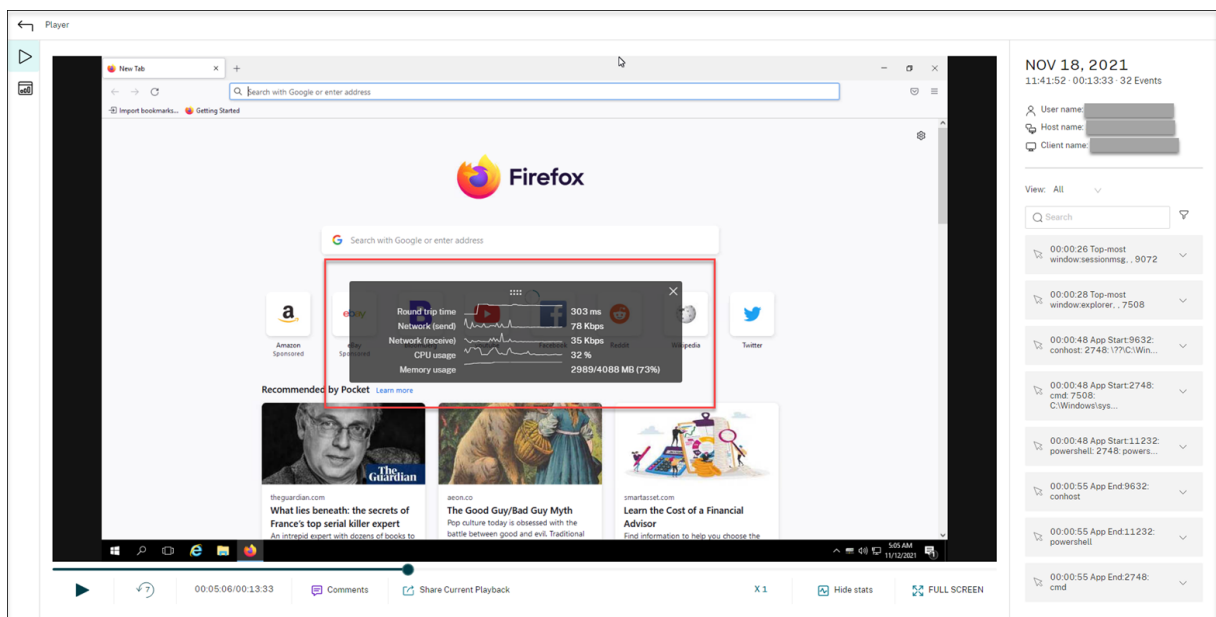 Player
New Tab
Search with Google or enter address
Import bookmarks...
Getting Started
Firefox
Search with Google or enter address
Round trip time 303 ms
Network (send) 78 Kbps
Network (receive) 35 Kbps
CPU usage 32 %
Memory usage 2989/4088 MB (73%)
a
ebay
Amazon
Sponsored
eBay
Facebook
Reddit
Wikipedia
Twitter
Recommended by Pocket Learn more
The Guardian
theguardian.com
What lies beneath: the secrets of
France's top serial killer expert
An intrepid expert with dozens of books to
aeon.co
The Good Guy/Bad Guy Myth
Pop culture today is obsessed with the
battle between good and evil. Traditional
smartasset.com
Learn the Cost of a Financial
Advisor
Find information to help you choose the
5:05 AM
11/12/2021
7
00:05:06/00:13:33
Comments
Share Current Playback
X 1
Hide stats
FULL SCREEN
NOV 18, 2021
11:41:52 · 00:13:33 · 32 Events
User name:
Host name:
Client name:
View: All
Search
00:00:26 Top-most
window:sessionmsg, , 9072
00:00:28 Top-most
window:explorer, , 7508
00:00:48 App Start:9632:
conhost: 2748: \??\C:\Win...
00:00:48 App Start:2748:
cmd: 7508:
C:\Windows\sys...
00:00:48 App Start:11232:
powershell: 2748: powers...
00:00:55 App End:9632:
conhost
00:00:55 App End:11232:
powershell
00:00:55 App End:2748:
cmd